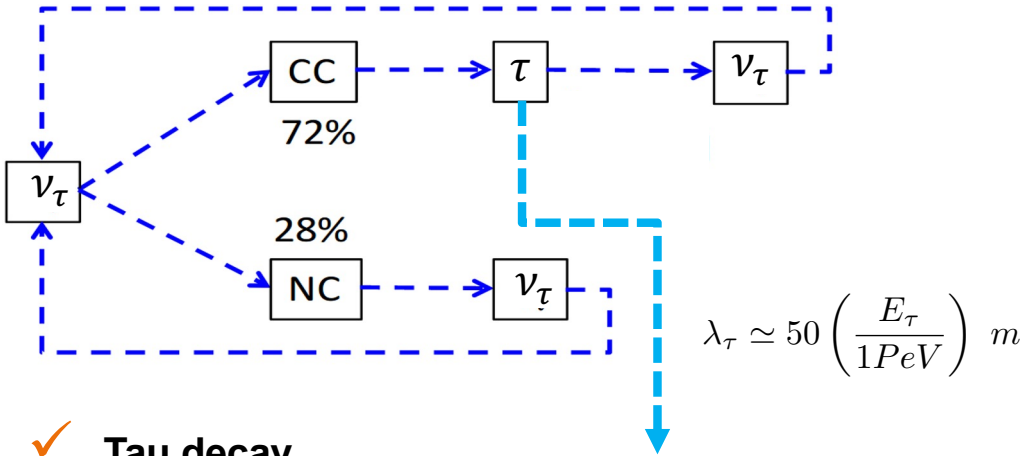 CC
τ
ν_τ
72%
ν_τ
28%
NC
ν_τ
λ_τ ≃ 50 (E_τ / 1PeV) m
✓ Tau decay